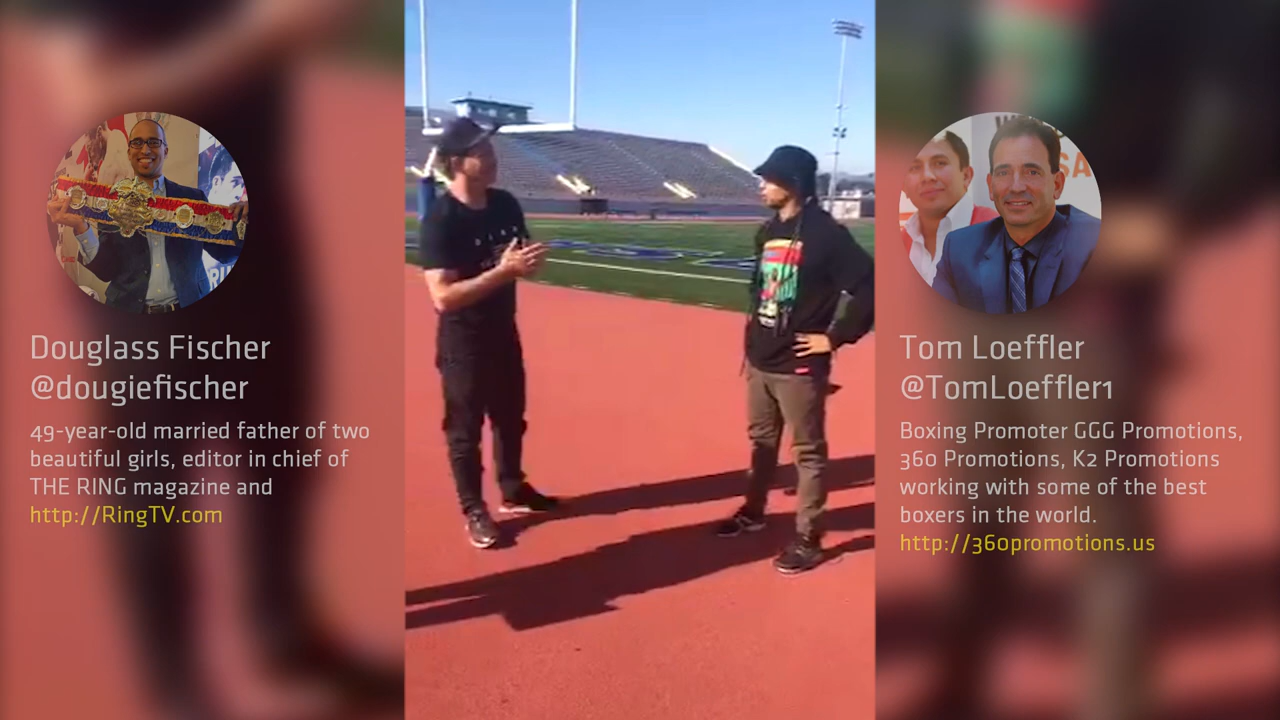 Douglass Fischer
@dougiefischer
49-year-old married father of two
beautiful girls, editor in chief of
THE RING magazine and
http://RingTV.com
Tom Loeffler
@TomLoeffler1
Boxing Promoter GGG Promotions,
360 Promotions, K2 Promotions
working with some of the best
boxers in the world.
http://360promotions.us